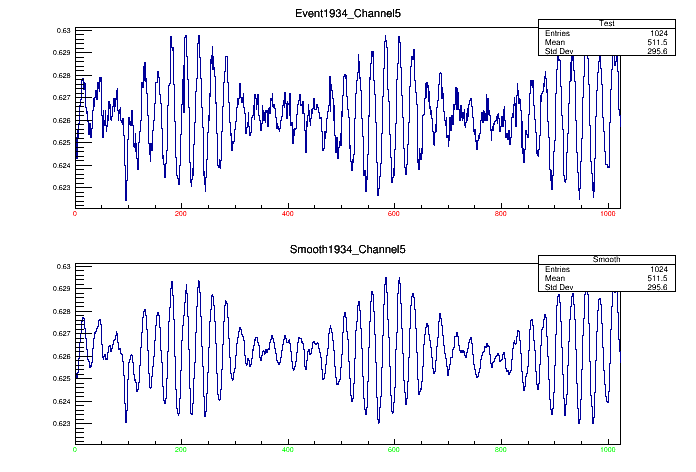 Event1934_Channel5
Test
Entries 1024
Mean 511.5
Std Dev 295.6
0.63
0.629
0.628
0.627
0.626
0.625
0.624
0.623
0 200 400 600 800 1000
Smooth1934_Channel5
Smooth
Entries 1024
Mean 511.5
Std Dev 295.6
0.63
0.629
0.628
0.627
0.626
0.625
0.624
0.623
0.622
0 200 400 600 800 1000